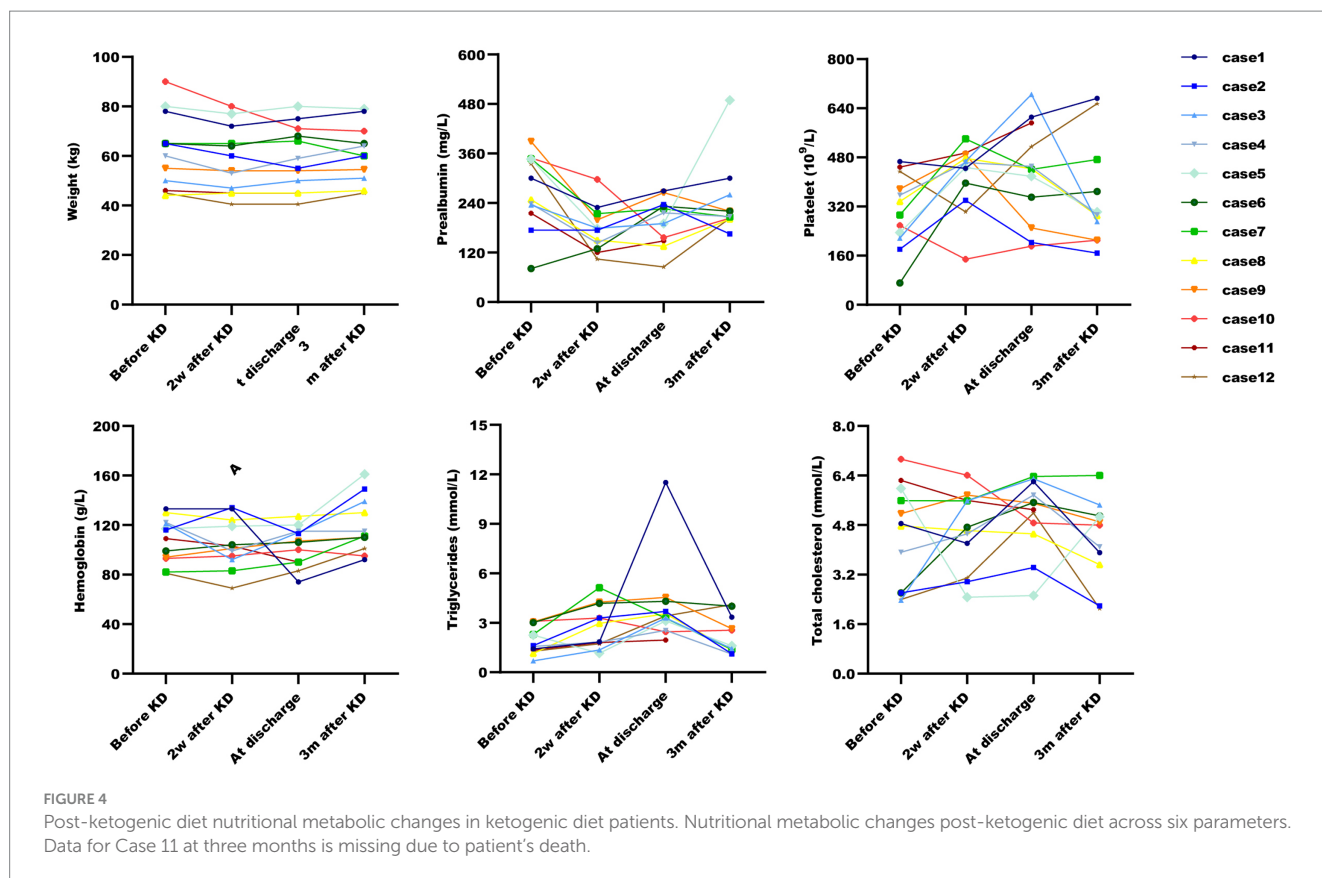 Weight (kg)
100
80
60
40
20
0
Before KD
2w after KD
t discharge
3
m after KD
Prealbumin (mg/L)
600
480
360
240
120
0
Before KD
2w after KD
At discharge
3m after KD
Platelet (10^9/L)
800
640
480
320
160
0
Before KD
2w after KD
At discharge
3m after KD
case1
case2
case3
case4
case5
case6
case7
case8
case9
case10
case11
case12
Hemoglobin (g/L)
200
160
120
80
40
0
A
Before KD
2w after KD
At discharge
3m after KD
Triglycerides (mmol/L)
15
12
9
6
3
0
Before KD
2w after KD
At discharge
3m after KD
Total cholesterol (mmol/L)
8.0
6.4
4.8
3.2
1.6
0.0
Before KD
2w after KD
At discharge
3m after KD
FIGURE 4
Post-ketogenic diet nutritional metabolic changes in ketogenic diet patients. Nutritional metabolic changes post-ketogenic diet across six parameters.
Data for Case 11 at three months is missing due to patient's death.